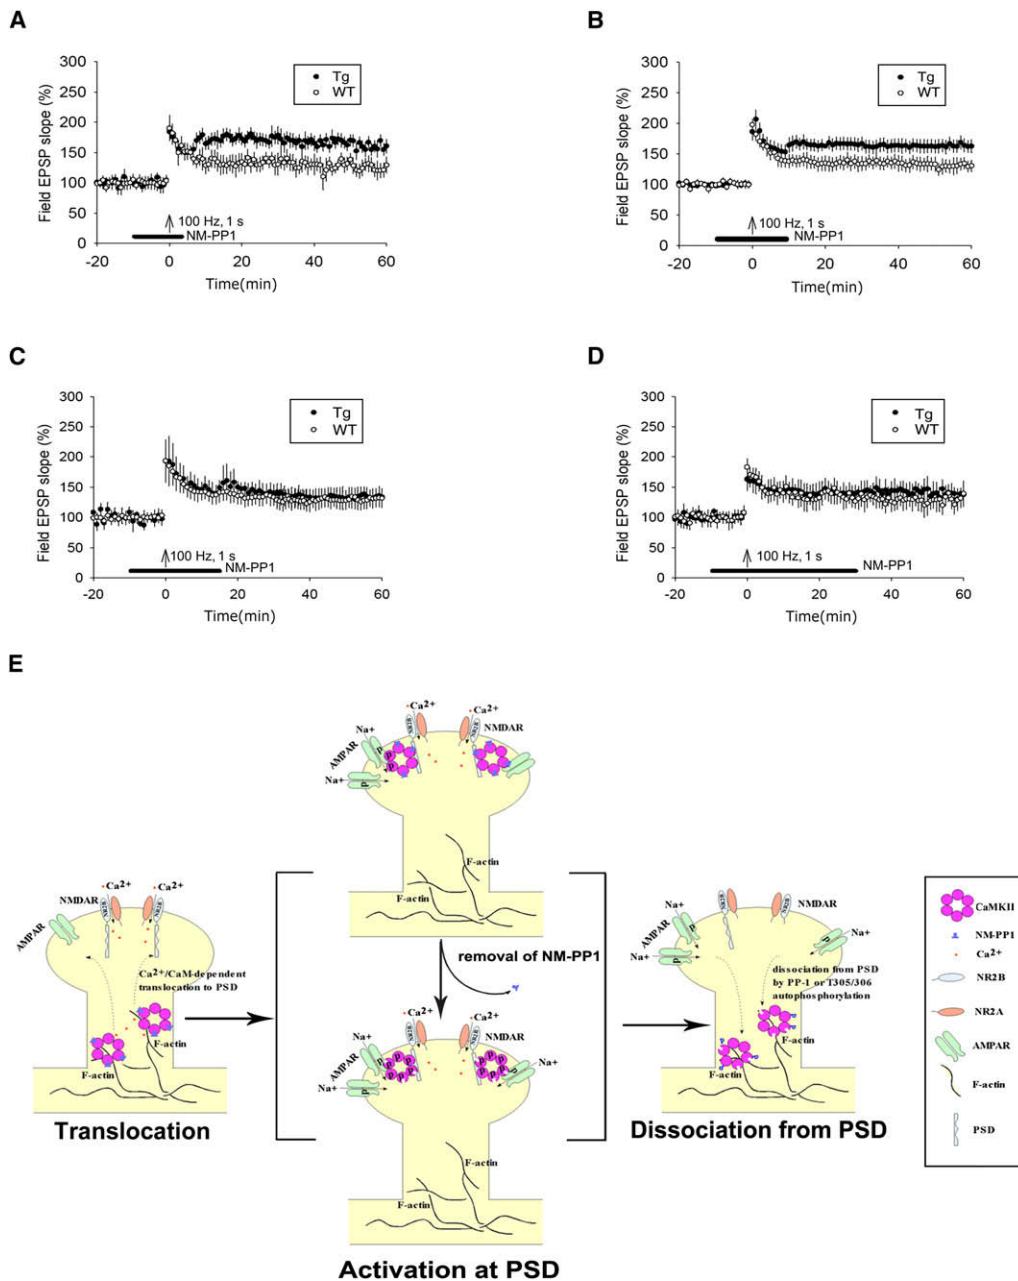 A
300
250
200
150
100
50
0
Field EPSP slope (%)
Tg
WT
100 Hz, 1 s
NM-PP1
-20
0
20
40
60
Time(min)
B
300
250
200
150
100
50
0
Field EPSP slope (%)
Tg
WT
100 Hz, 1 s
NM-PP1
-20
0
20
40
60
Time(min)
C
300
250
200
150
100
50
0
Field EPSP slope (%)
Tg
WT
100 Hz, 1 s
NM-PP1
-20
0
20
40
60
Time(min)
D
300
250
200
150
100
50
0
Field EPSP slope (%)
Tg
WT
100 Hz, 1 s
NM-PP1
-20
0
20
40
60
Time(min)
E
Ca2+
Ca2+
NMDAR
NR2B
NR2B
AMPAR
Ca2+/CaM-dependent
translocation to PSD
F-actin
F-actin
Translocation
Ca2+
Ca2+
Na+
NR2B
NR2B
NMDAR
AMPAR
P
P
P
Na+
P
F-actin
F-actin
removal of NM-PP1
Ca2+
Ca2+
Na+
NMDAR
AMPAR
Na+
Na+
P
F-actin
F-actin
Activation at PSD
Na+
NR2B
NR2B
NMDAR
AMPAR
P
Na+
P
Na+
dissociation from PSD
by PP-1 or T305/306
autophosphorylation
F-actin
F-actin
Dissociation from PSD
CaMKII
NM-PP1
Ca2+
NR2B
NR2A
AMPAR
F-actin
PSD